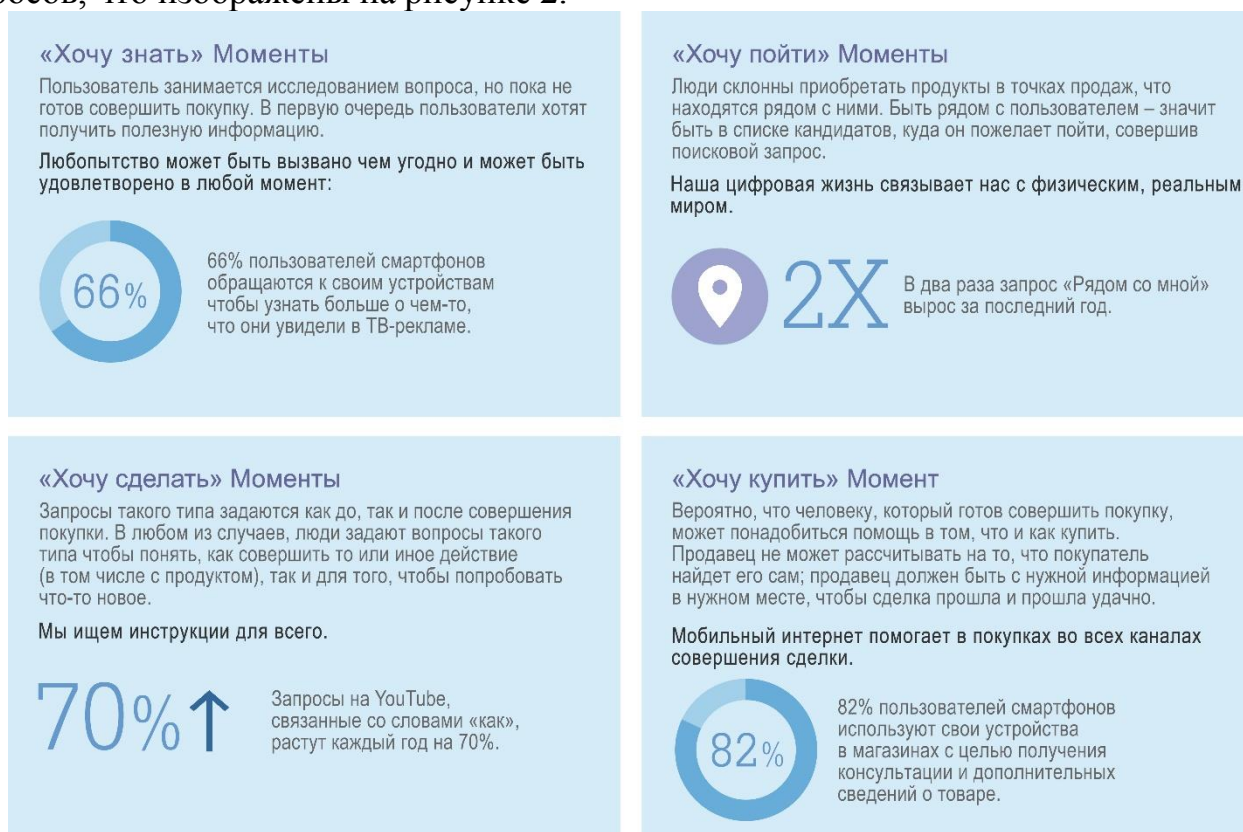 что изображены на рисунке 2.
«Хочу знать» Моменты
Пользователь занимается исследованием вопроса, но пока не
готов совершить покупку. В первую очередь пользователи хотят
получить полезную информацию.
Любопытство может быть вызвано чем угодно и может быть
удовлетворено в любой момент:
66%
66% пользователей смартфонов
обращаются к своим устройствам
чтобы узнать больше о чем-то,
что они увидели в ТВ-рекламе.
«Хочу пойти» Моменты
Люди склонны приобретать продукты в точках продаж, что
находятся рядом с ними. Быть рядом с пользователем – значит
быть в списке кандидатов, куда он пожелает пойти, совершив
поисковой запрос.
Наша цифровая жизнь связывает нас с физическим, реальным
миром.
2X
В два раза запрос «Рядом со мной»
вырос за последний год.
«Хочу сделать» Моменты
Запросы такого типа задаются как до, так и после совершения
покупки. В любом из случаев, люди задают вопросы такого
типа чтобы понять, как совершить то или иное действие
(в том числе с продуктом), так и для того, чтобы попробовать
что-то новое.
Мы ищем инструкции для всего.
70%
Запросы на YouTube,
связанные со словами «как»,
растут каждый год на 70%.
«Хочу купить» Момент
Вероятно, что человеку, который готов совершить покупку,
может понадобиться помощь в том, что и как купить.
Продавец не может рассчитывать на то, что покупатель
найдет его сам; продавец должен быть с нужной информацией
в нужном месте, чтобы сделка прошла и прошла удачно.
Мобильный интернет помогает в покупках во всех каналах
совершения сделки.
82%
82% пользователей смартфонов
используют свои устройства
в магазинах с целью получения
консультации и дополнительных
сведений о товаре.